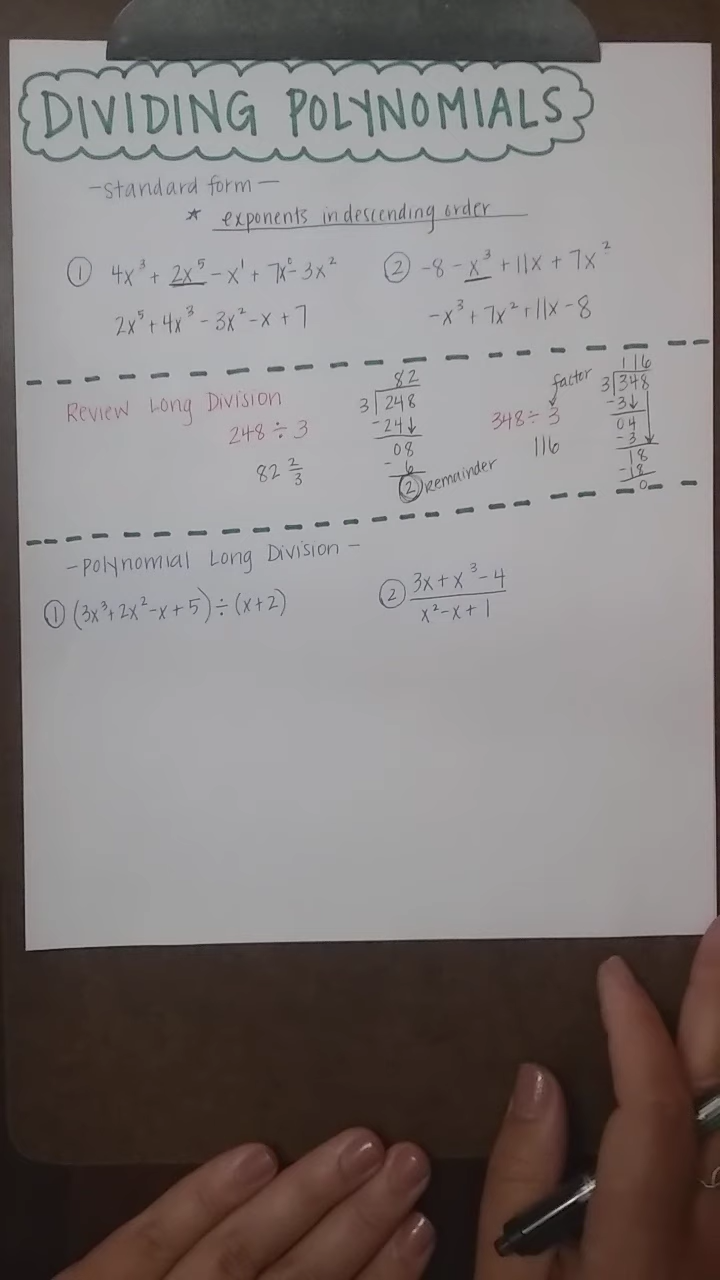 DIVIDING POLYNOMIALS
-standard form-
* exponents in descending order
① 4x³ + 2x⁵ - x¹ + 7x⁰ - 3x²
2x⁵ + 4x³ - 3x² - x + 7
② -8 - x³ + 11x + 7x²
-x³ + 7x² + 11x - 8
Review Long Division
248 ÷ 3
82 2/3
82
3 248
-24↓
08
- 6
② Remainder
factor
348 ÷ 3
116
116
3 348
-3↓
04
-3
18
-18
0
-Polynomial Long Division-
① (3x³+2x²-x+5) ÷ (x+2)
② 3x + x³ - 4
x² - x + 1